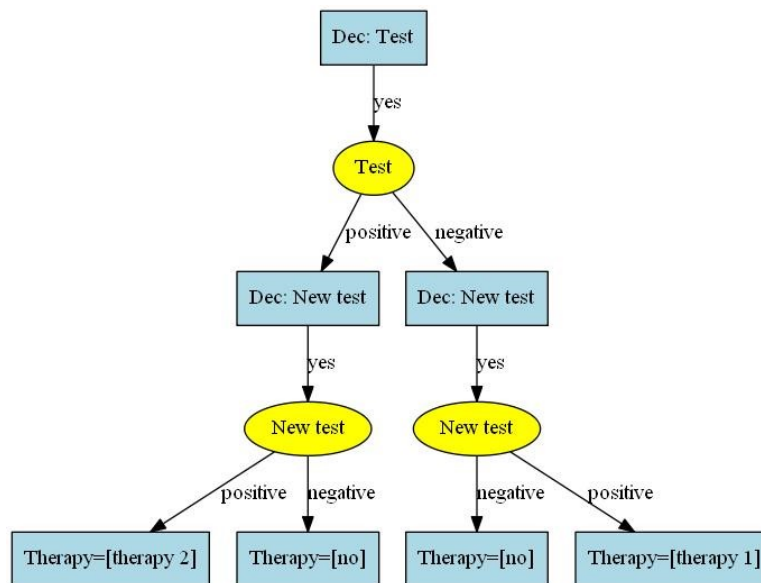 Dec: Test
yes
Test
positive
negative
Dec: New test
Dec: New test
yes
yes
New test
New test
positive
negative
negative
positive
Therapy=[therapy 2]
Therapy=[no]
Therapy=[no]
Therapy=[therapy 1]